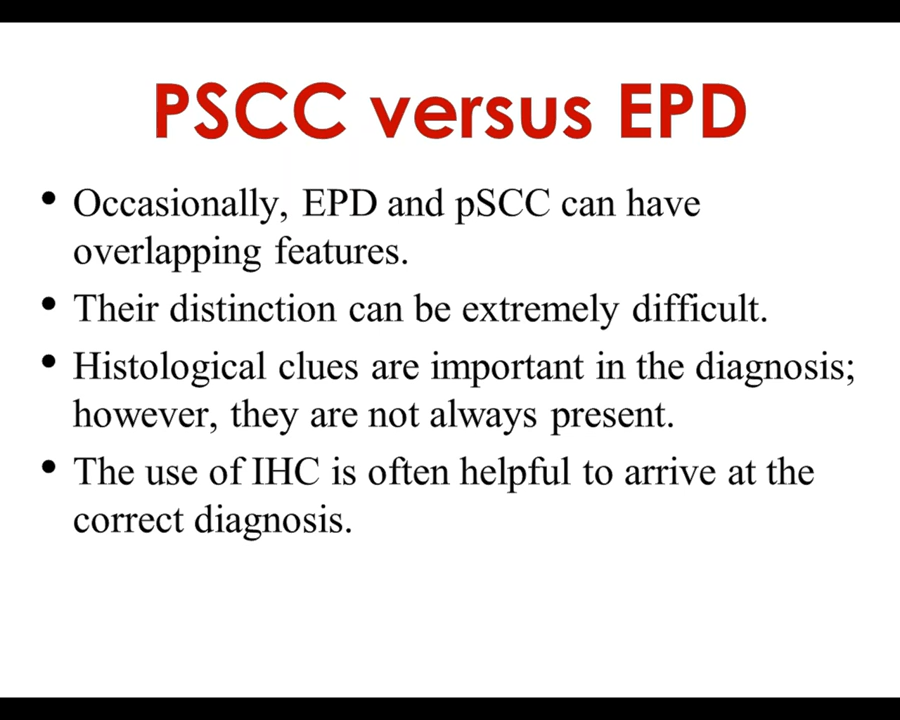 PSCC versus EPD
• Occasionally, EPD and pSCC can have
overlapping features.
• Their distinction can be extremely difficult.
• Histological clues are important in the diagnosis;
however, they are not always present.
• The use of IHC is often helpful to arrive at the
correct diagnosis.